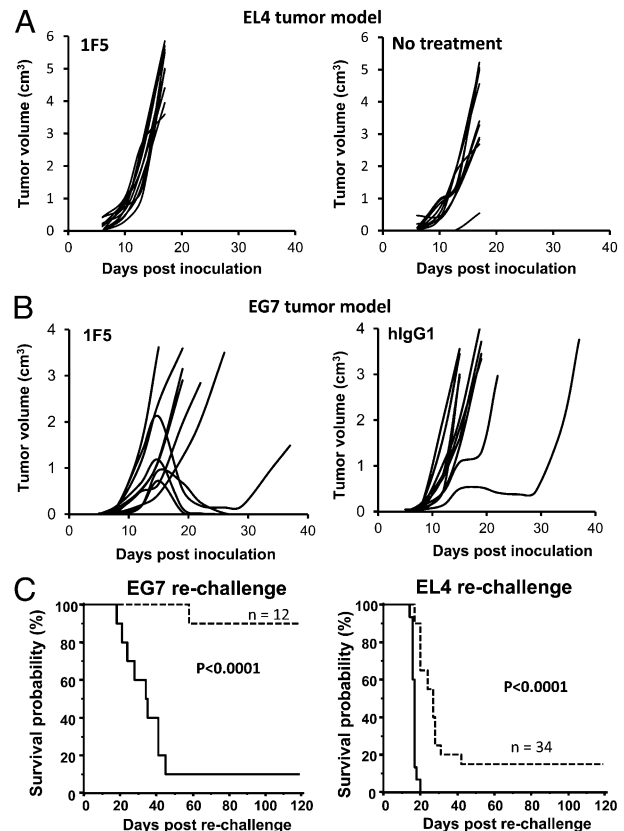 A
EL4 tumor model
1F5
Tumor volume (cm³)
6
5
4
3
2
1
0
0 10 20 30 40
Days post inoculation
No treatment
Tumor volume (cm³)
6
5
4
3
2
1
0
0 10 20 30 40
Days post inoculation
B
EG7 tumor model
1F5
Tumor volume (cm³)
4
3
2
1
0
0 10 20 30 40
Days post inoculation
hIgG1
Tumor volume (cm³)
4
3
2
1
0
0 10 20 30 40
Days post inoculation
C
EG7 re-challenge
Survival probability (%)
100
80
60
40
20
0
n = 12
P<0.0001
0 20 40 60 80 100 120
Days post re-challenge
EL4 re-challenge
Survival probability (%)
100
80
60
40
20
0
P<0.0001
n = 34
0 20 40 60 80 100 120
Days post re-challenge